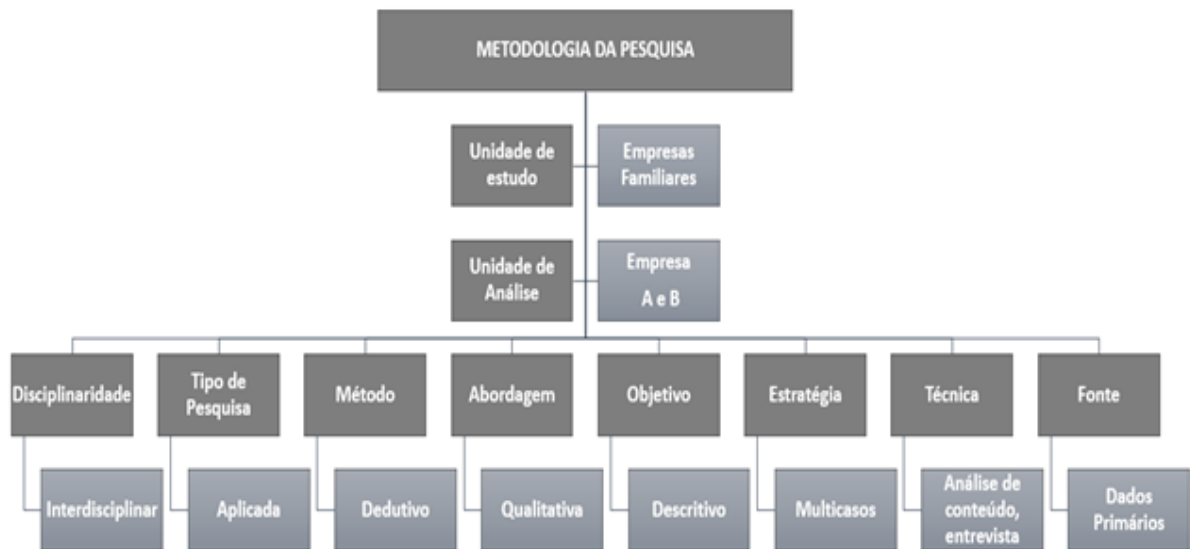 METODOLOGIA DA PESQUISA
Unidade de
estudo
Empresas
Familiares
Unidade de
Análise
Empresa
A e B
Disciplinaridade
Tipo de
Pesquisa
Método
Abordagem
Objetivo
Estratégia
Técnica
Fonte
Interdisciplinar
Aplicada
Dedutivo
Qualitativa
Descritivo
Multicasos
Análise de
conteúdo,
entrevista
Dados
Primários